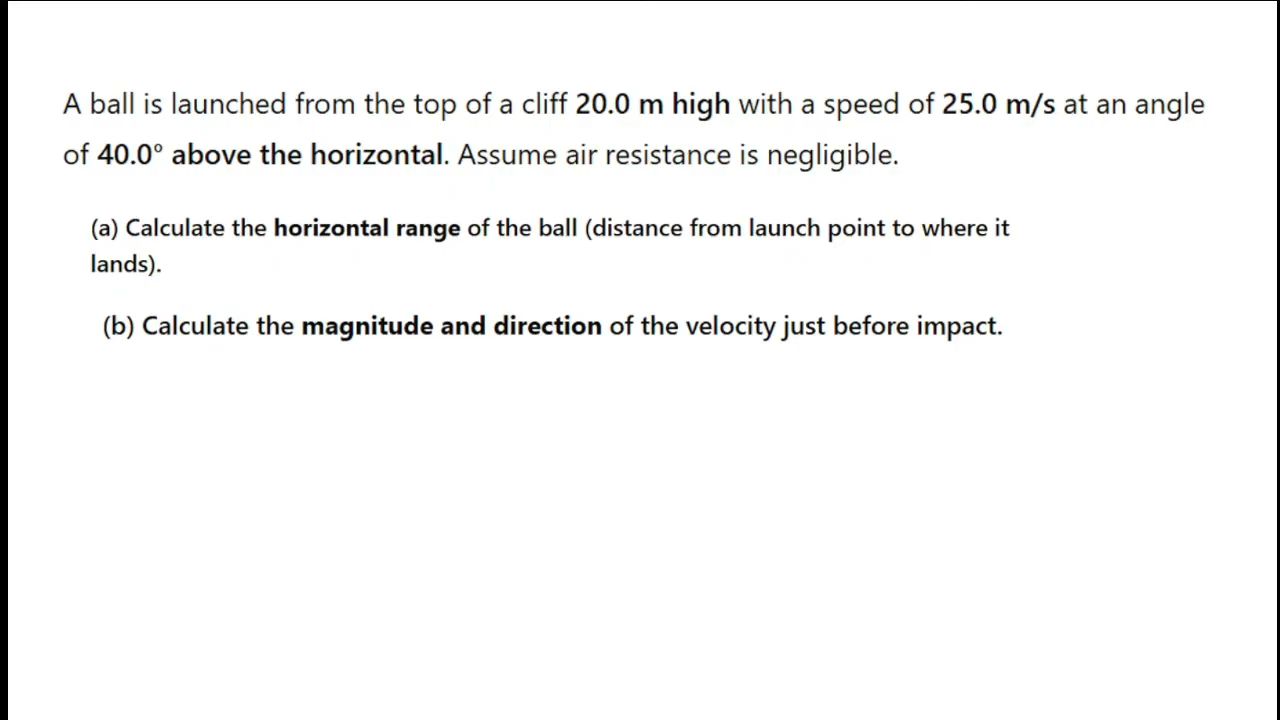 A ball is launched from the top of a cliff 20.0 m high with a speed of 25.0 m/s at an angle
of 40.0° above the horizontal. Assume air resistance is negligible.
(a) Calculate the horizontal range of the ball (distance from launch point to where it
lands).
(b) Calculate the magnitude and direction of the velocity just before impact.